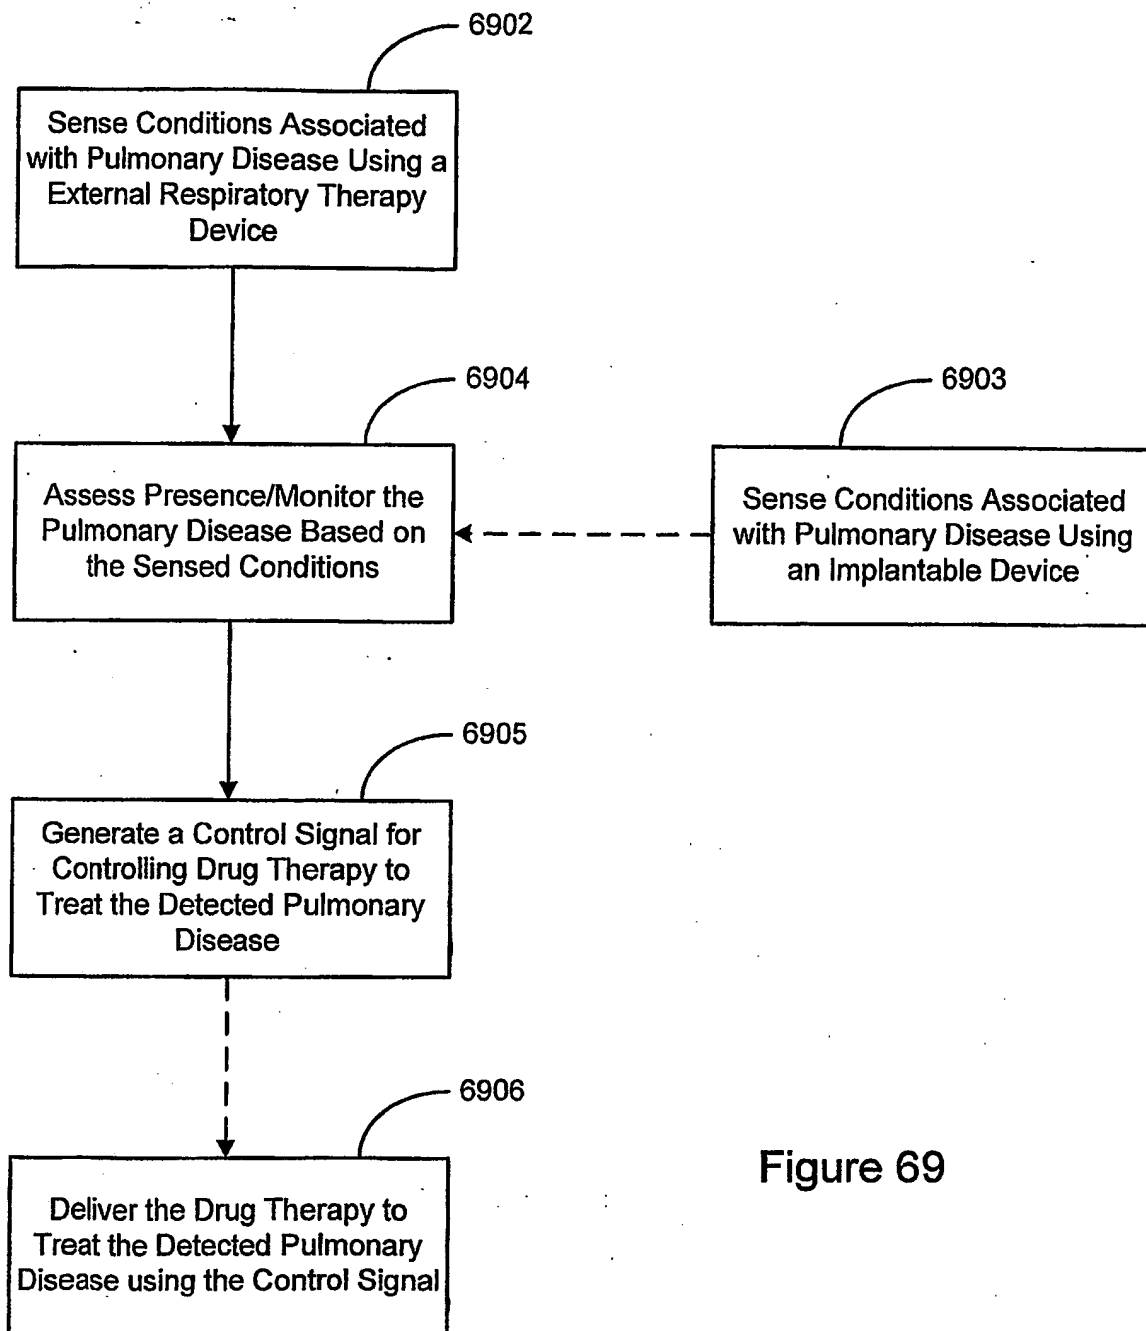 6902
Sense Conditions Associated
with Pulmonary Disease Using a
External Respiratory Therapy
Device
6904
Assess Presence/Monitor the
Pulmonary Disease Based on
the Sensed Conditions
6903
Sense Conditions Associated
with Pulmonary Disease Using
an Implantable Device
6905
Generate a Control Signal for
Controlling Drug Therapy to
Treat the Detected Pulmonary
Disease
6906
Deliver the Drug Therapy to
Treat the Detected Pulmonary
Disease using the Control Signal
Figure 69